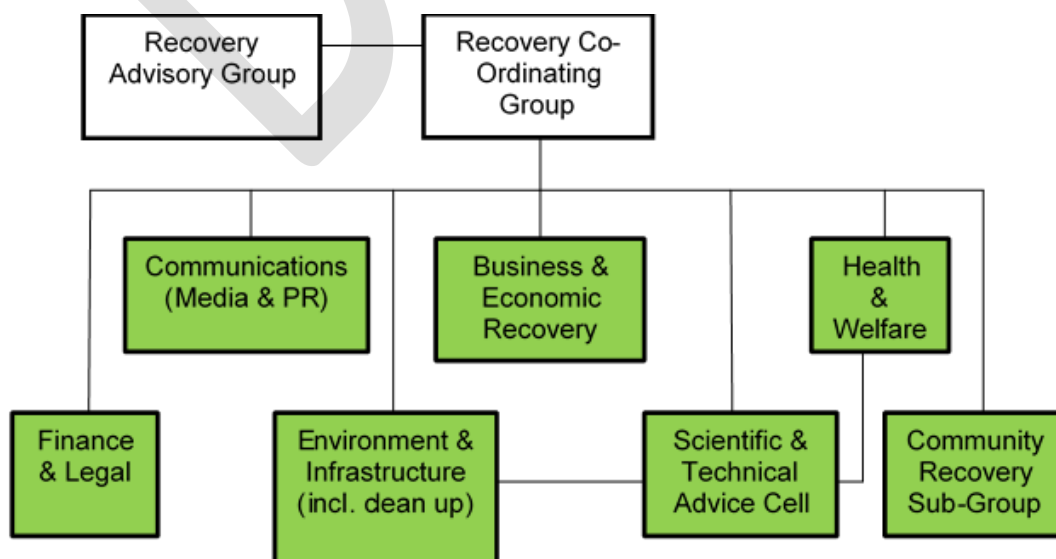 Recovery
Advisory Group
Recovery Co-
Ordinating
Group
Communications
(Media & PR)
Business &
Economic
Recovery
Health
&
Welfare
Finance
& Legal
Environment &
Infrastructure
(incl. dean up)
Scientific &
Technical
Advice Cell
Community
Recovery
Sub-Group